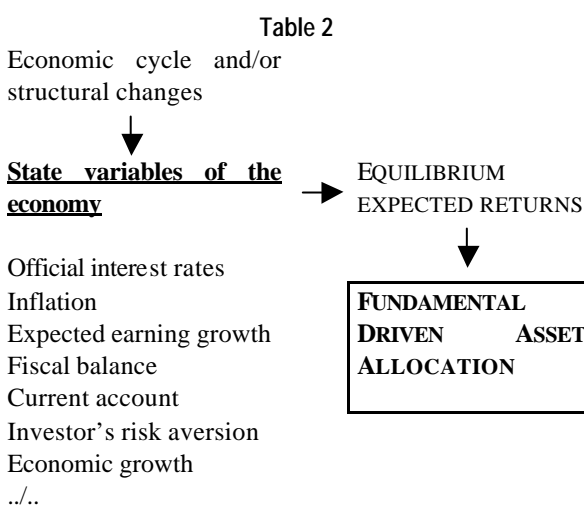 Table 2
Economic cycle and/or
structural changes
State variables of the
economy
EQUILIBRIUM
EXPECTED RETURNS
Official interest rates
Inflation
Expected earning growth
Fiscal balance
Current account
Investor's risk aversion
Economic growth
../..
FUNDAMENTAL
DRIVEN ASSET
ALLOCATION